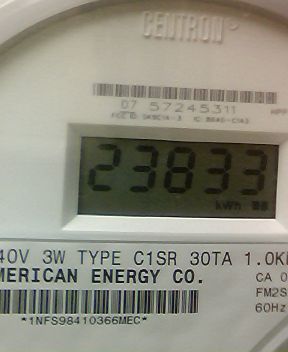 CENTRON®
07 57245311
23833
kWh
40V 3W TYPE C1SR 30TA 1.0K
MERICAN ENERGY CO.
CA 0
FM2S
60Hz
*1NFS98410366MEC*